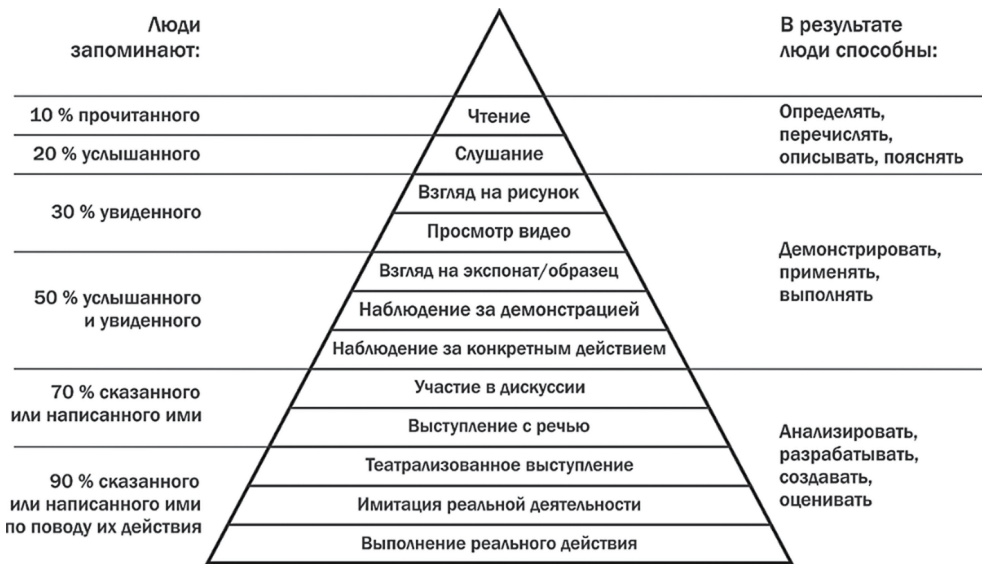 Люди
запоминают:
В результате
люди способны:
10 % прочитанного
Чтение
Определять,
перечислять,
описывать, пояснять
20 % услышанного
Слушание
30 % увиденного
Взгляд на рисунок
Просмотр видео
50 % услышанного
и увиденного
Взгляд на экспонат/образец
Наблюдение за демонстрацией
Наблюдение за конкретным действием
Демонстрировать,
применять,
выполнять
70 % сказанного
или написанного ими
Участие в дискуссии
Выступление с речью
90 % сказанного
или написанного ими
по поводу их действия
Театрализованное выступление
Имитация реальной деятельности
Выполнение реального действия
Анализировать,
разрабатывать,
создавать,
оценивать